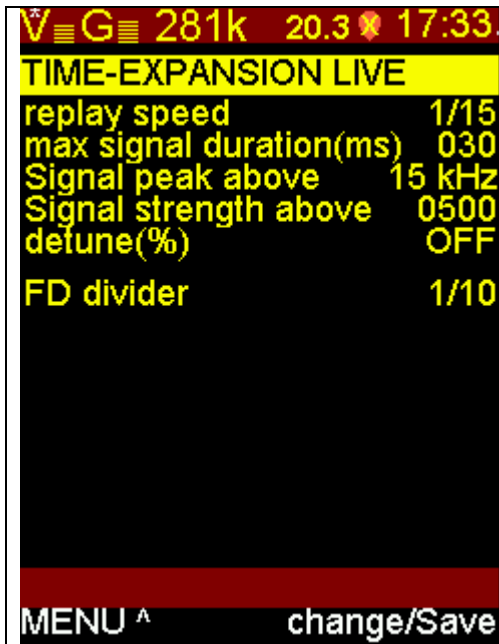 *V≡G≡ 281k 20.3 X 17:33.
TIME-EXPANSION LIVE
replay speed 1/15
max signal duration(ms) 030
Signal peak above 15 kHz
Signal strength above 0500
detune(%) OFF
FD divider 1/10
MENU ^ change/Save